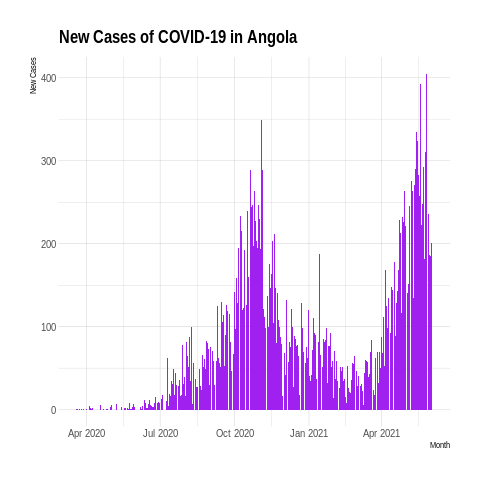 New Cases of COVID-19 in Angola
New Cases
400
300
200
100
0
Apr 2020 Jul 2020 Oct 2020 Jan 2021 Apr 2021
Month